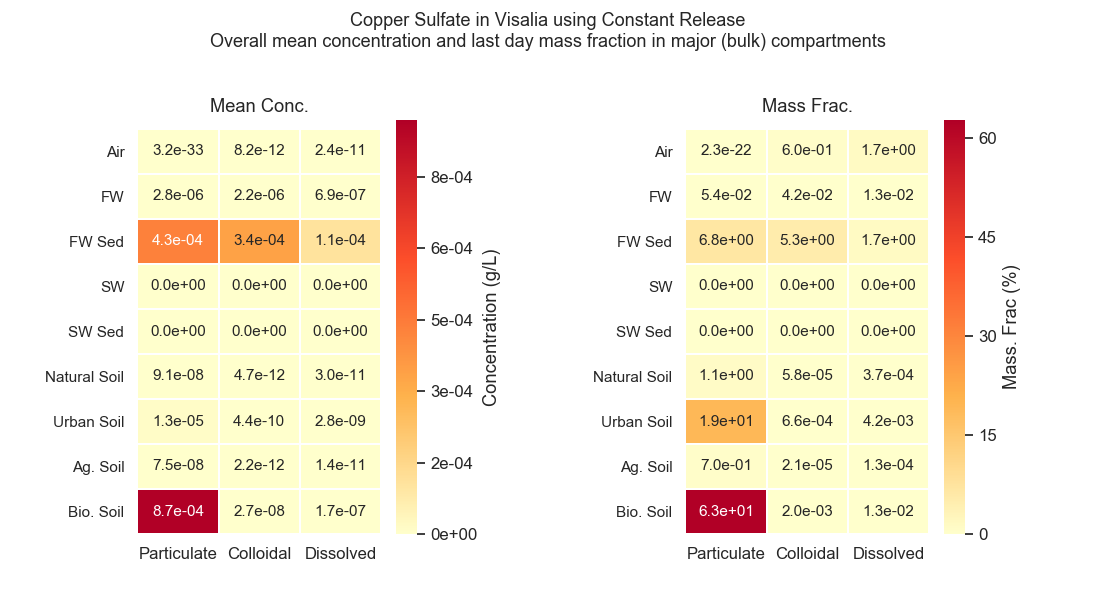 Copper Sulfate in Visalia using Constant Release
Overall mean concentration and last day mass fraction in major (bulk) compartments
Mean Conc.
Air 3.2e-33 8.2e-12 2.4e-11
FW 2.8e-06 2.2e-06 6.9e-07
FW Sed 4.3e-04 3.4e-04 1.1e-04
SW 0.0e+00 0.0e+00 0.0e+00
SW Sed 0.0e+00 0.0e+00 0.0e+00
Natural Soil 9.1e-08 4.7e-12 3.0e-11
Urban Soil 1.3e-05 4.4e-10 2.8e-09
Ag. Soil 7.5e-08 2.2e-12 1.4e-11
Bio. Soil 8.7e-04 2.7e-08 1.7e-07
Particulate Colloidal Dissolved
8e-04
6e-04
5e-04
3e-04
2e-04
0e+00
Concentration (g/L)
Mass Frac.
Air 2.3e-22 6.0e-01 1.7e+00
FW 5.4e-02 4.2e-02 1.3e-02
FW Sed 6.8e+00 5.3e+00 1.7e+00
SW 0.0e+00 0.0e+00 0.0e+00
SW Sed 0.0e+00 0.0e+00 0.0e+00
Natural Soil 1.1e+00 5.8e-05 3.7e-04
Urban Soil 1.9e+01 6.6e-04 4.2e-03
Ag. Soil 7.0e-01 2.1e-05 1.3e-04
Bio. Soil 6.3e+01 2.0e-03 1.3e-02
Particulate Colloidal Dissolved
60
45
30
15
0
Mass. Frac (%)